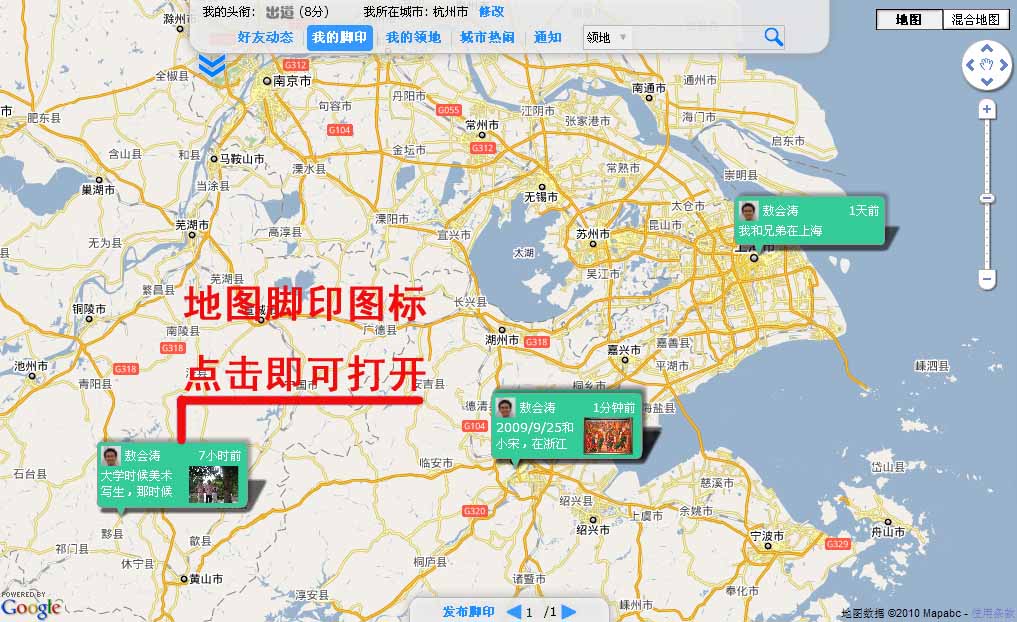 我的头衔：出道 (8分) 我所在城市：杭州市 修改
好友动态 我的脚印 我的领地 城市热闹 通知 领地
地图 混合地图
滁州市
G312
南京市
全椒县
句容市
丹阳市
G055
江阴市
张家港市
南通市
通州市
海门市
启东市
市
肥东县
G104
常州市
G312
含山县
和县
马鞍山市
溧水县
金坛市
常熟市
崇明县
巢湖市
当涂县
无锡市
太仓市
芜湖市
高淳县
溧阳市
宜兴市
苏州市
昆山市
无为县
太湖
吴江市
敖会涛 1天前
我和兄弟在上海
芜湖县
繁昌县
铜陵市
南陵县
广德县
长兴县
地图脚印图标
点击即可打开
G318
湖州市
G318
嘉兴市
嘉善县
平湖市
嵊泗县
池州市
G318
青阳县
安吉县
桐乡市
德清县
海盐县
G104
敖会涛 1分钟前
2009/9/25和
小宋，在浙江
敖会涛 7小时前
大学时候美术
写生，那时候
石台县
临安市
岱山县
慈溪市
G320
绍兴县
绍兴市
上虞市
余姚市
宁波市
G329
舟山市
黟县
祁门县
歙县
休宁县
黄山市
桐庐县
诸暨市
淳安县
奉化市
嵊州市
POWERED BY
Google
发布脚印 1 /1
地图数据 ©2010 Mapabc - 使用条款